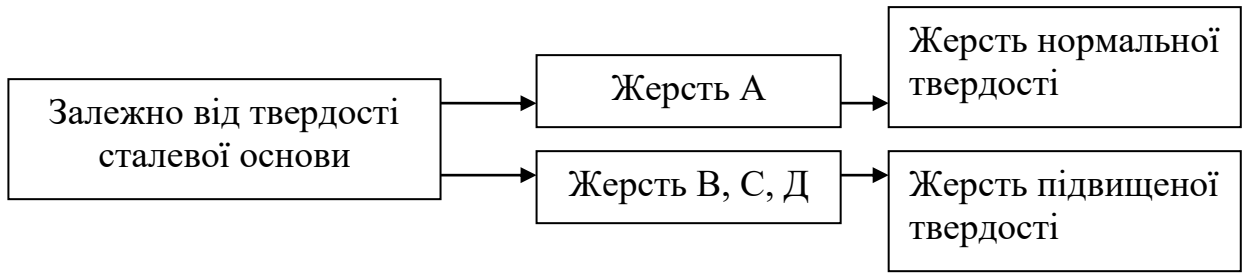 Залежно від твердості
сталевої основи
Жерсть А
Жерсть нормальної
твердості
Жерсть В, С, Д
Жерсть підвищеної
твердості